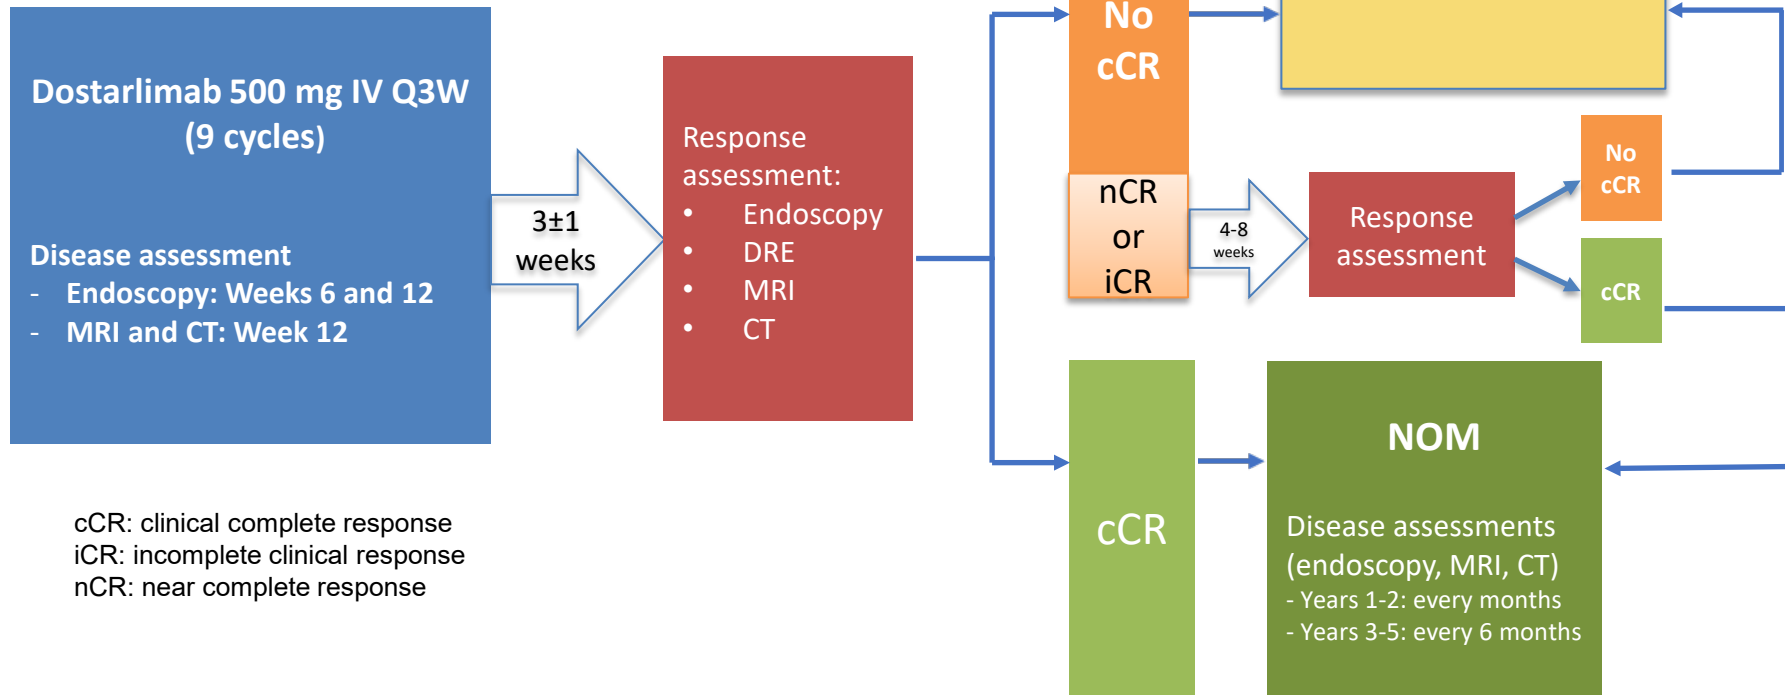 Dostarlimab 500 mg IV Q3W
(9 cycles)
Disease assessment
- Endoscopy: Weeks 6 and 12
- MRI and CT: Week 12
3±1
weeks
Response
assessment:
• Endoscopy
• DRE
• MRI
• CT
No
cCR
nCR
or
iCR
4-8
weeks
Response
assessment
No
cCR
cCR
cCR
NOM
Disease assessments
(endoscopy, MRI, CT)
- Years 1-2: every months
- Years 3-5: every 6 months
cCR: clinical complete response
iCR: incomplete clinical response
nCR: near complete response